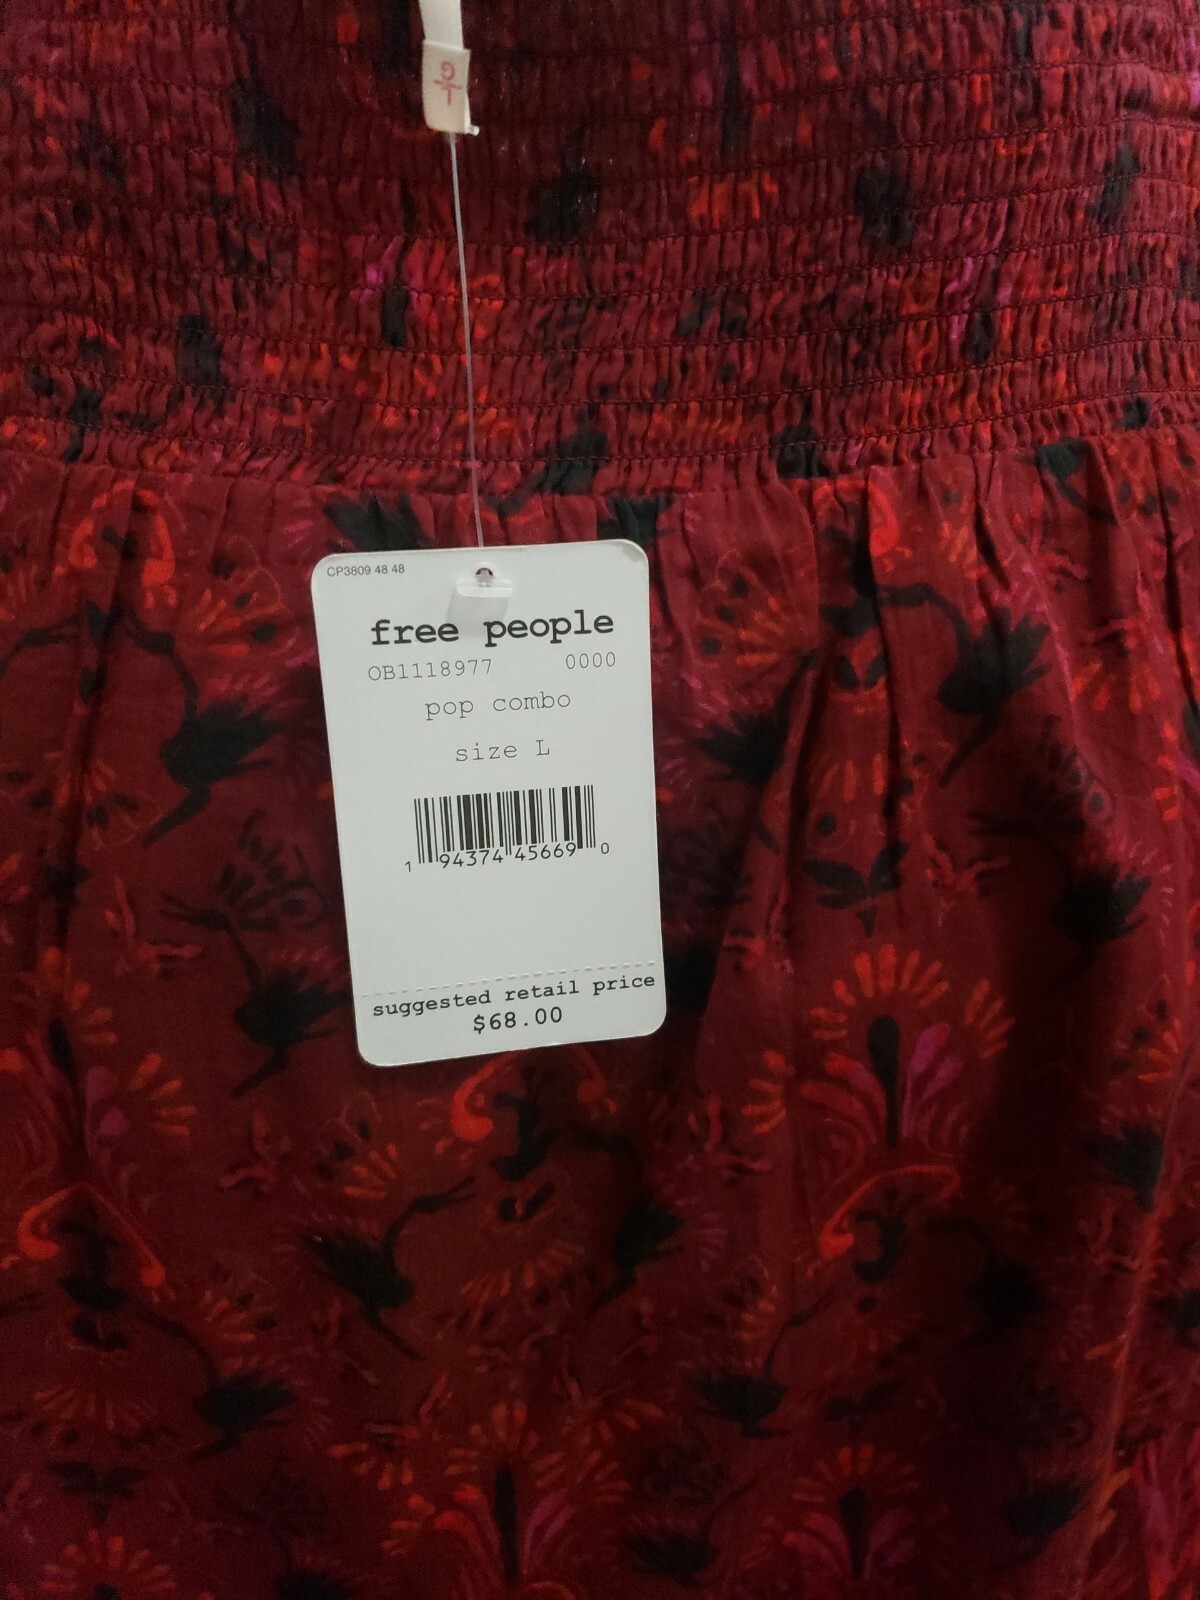 L
G
CP3809 48 48
free people
OB1118977 0000
pop combo
size L
1 94374 45669 0
suggested retail price
$68.00